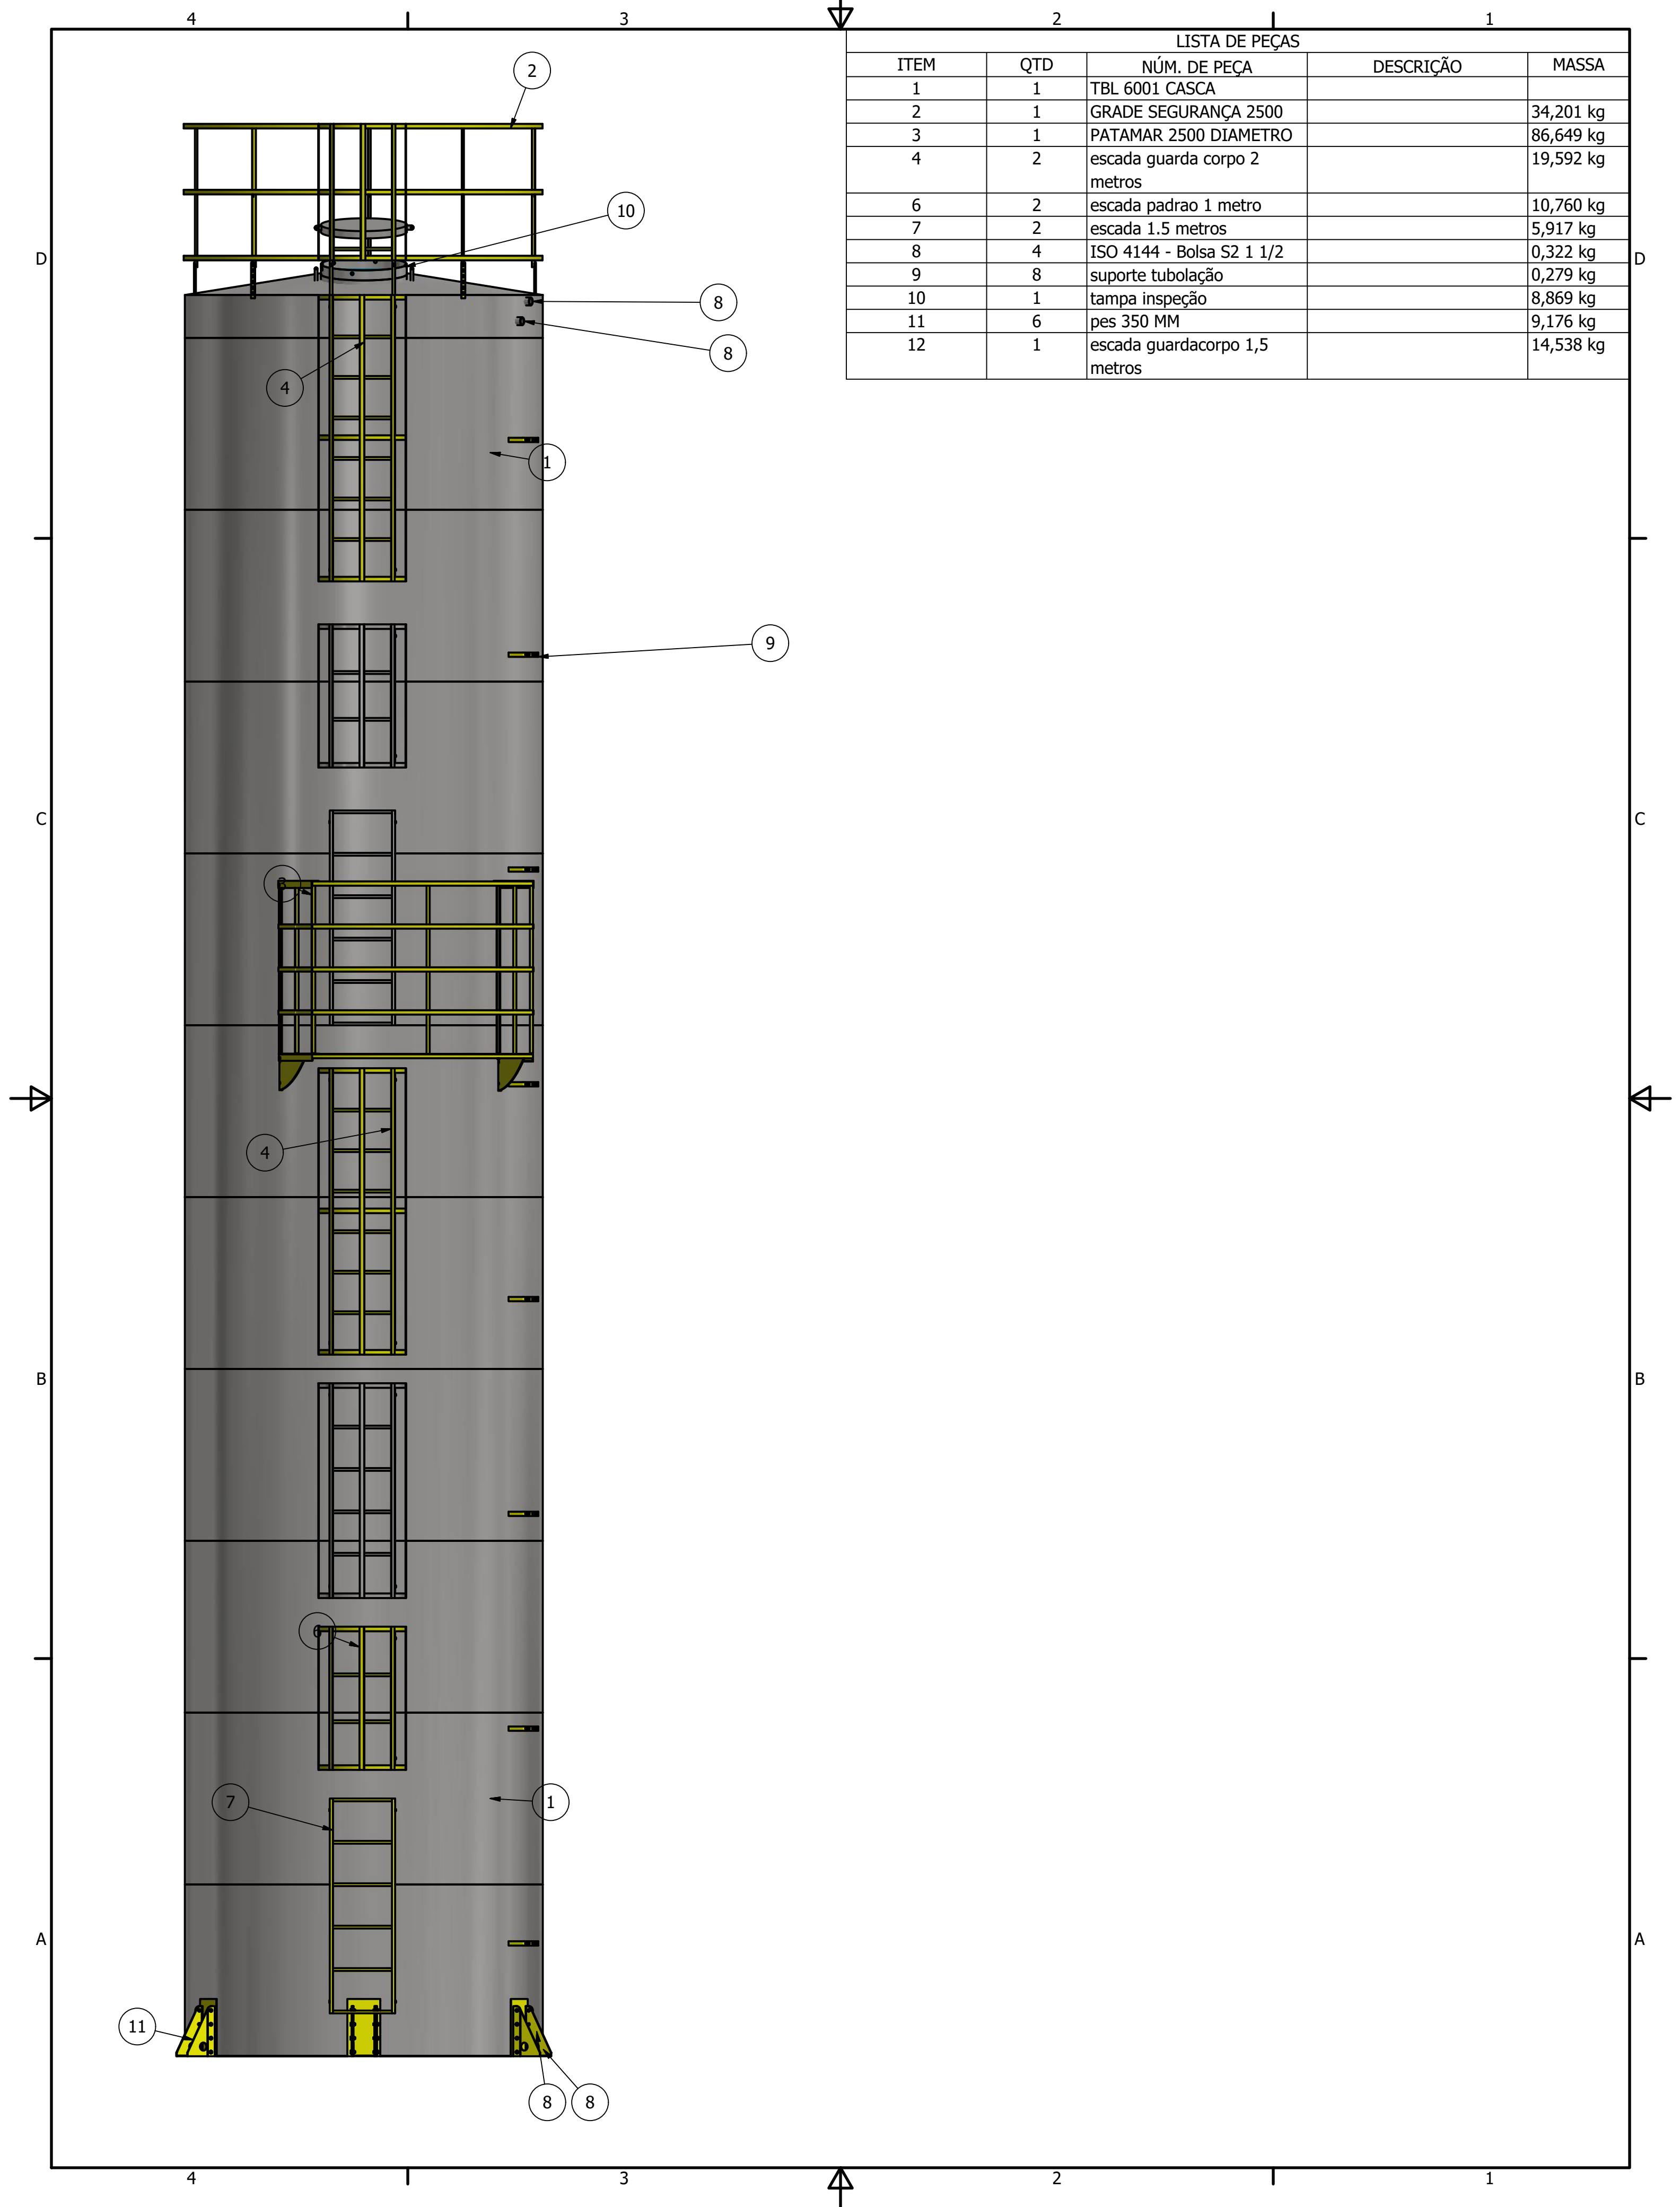 4 3 2 1
LISTA DE PEÇAS
ITEM QTD NÚM. DE PEÇA DESCRIÇÃO MASSA
1 1 TBL 6001 CASCA
2 1 GRADE SEGURANÇA 2500 34,201 kg
3 1 PATAMAR 2500 DIAMETRO 86,649 kg
4 2 escada guarda corpo 2 19,592 kg
metros
6 2 escada padrao 1 metro 10,760 kg
7 2 escada 1.5 metros 5,917 kg
8 4 ISO 4144 - Bolsa S2 1 1/2 0,322 kg
9 8 suporte tubolação 0,279 kg
10 1 tampa inspeção 8,869 kg
11 6 pes 350 MM 9,176 kg
12 1 escada guardacorpo 1,5 14,538 kg
metros
2
10
D D
8
8
4
1
9
C C
3
4
B B
6
7 1
A A
11
8 8
4 3 2 1